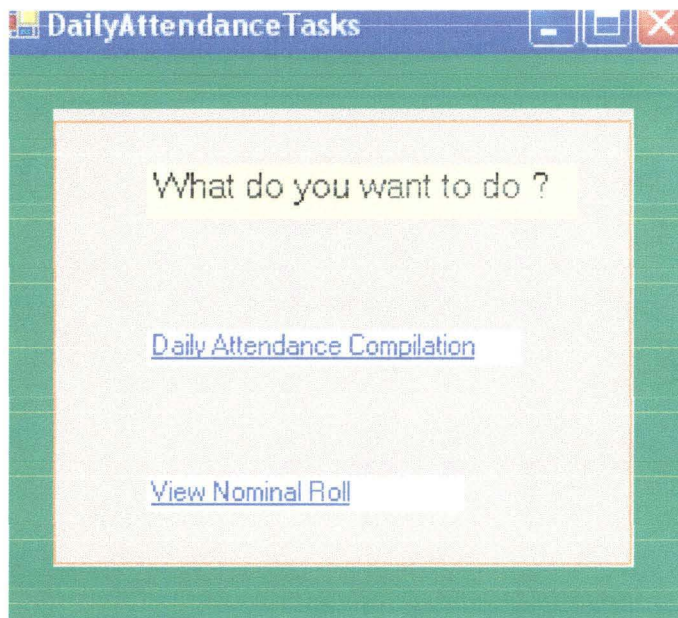 DailyAttendanceTasks
What do you want to do ?
Daily Attendance Compilation
View Nominal Roll